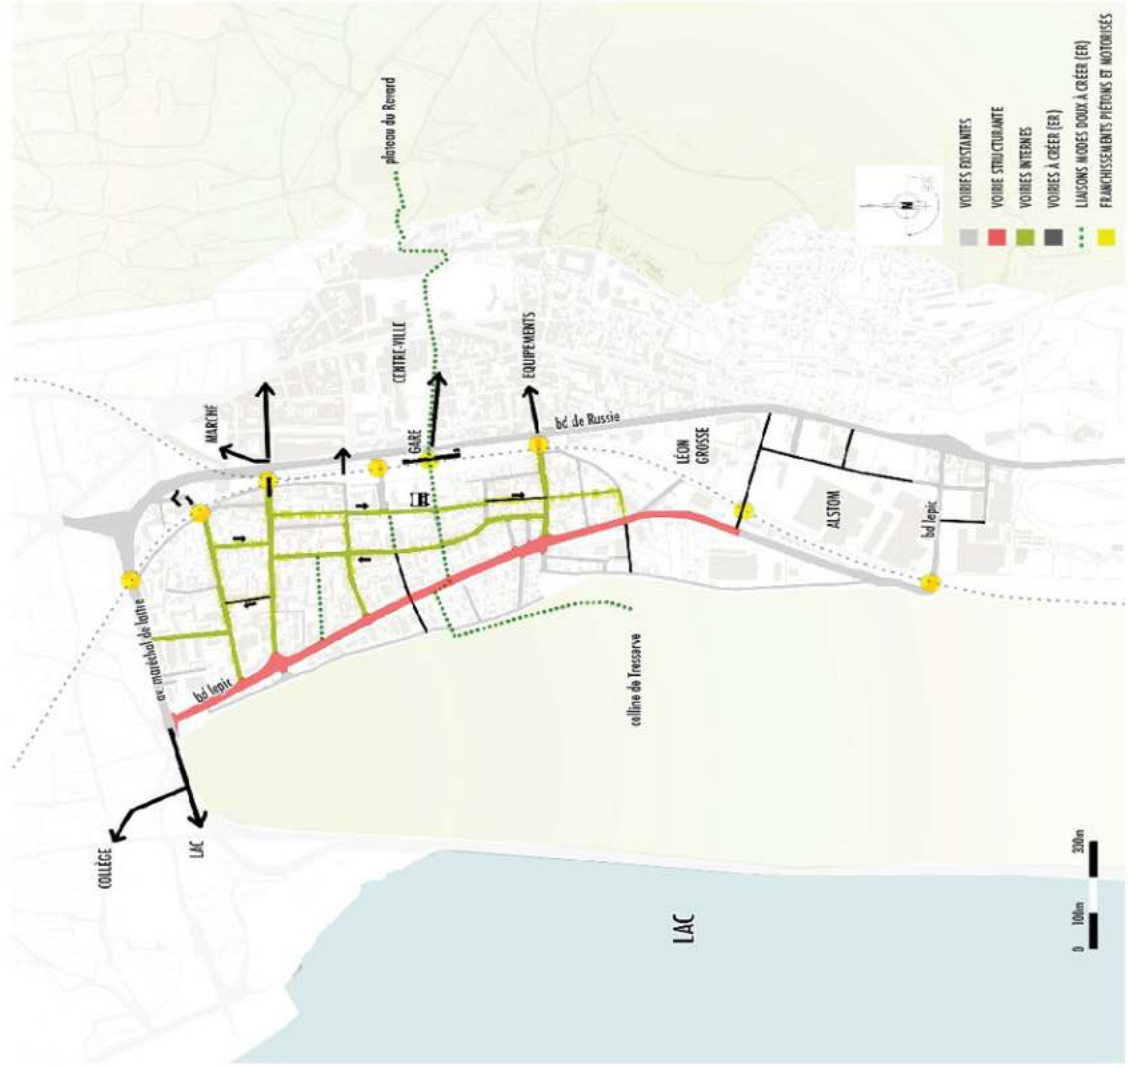 plateau du Revard
MARCHÉ
CENTRE-VILLE
GARE
EQUIPEMENTS
bd de Russie
LÉON
GROSSE
ALSTOM
bd lepic
av. maréchal de lattre
bd lepic
COLLÈGE
LAC
colline de Tresserve
LAC
N
VOIRIES EXISTANTES
VOIRIE STRUCTURANTE
VOIRIES INTERNES
VOIRIES À CRÉER (ER)
LIAISONS MODES DOUX À CRÉER (ER)
FRANCHISSEMENTS PIÉTONS ET MOTORISÉS
0 100m 330m